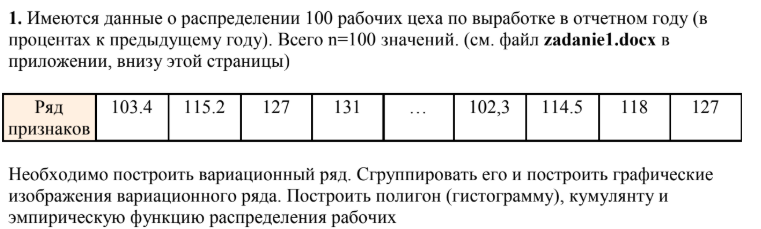 1. Имеются данные о распределении 100 рабочих цеха по выработке в отчетном году (в
процентах к предыдущему году). Всего n=100 значений. (см. файл zadanie1.docx в
приложении, внизу этой страницы)
Ряд признаков 103.4 115.2 127 131 … 102,3 114.5 118 127
Необходимо построить вариационный ряд. Сгруппировать его и построить графические
изображения вариационного ряда. Построить полигон (гистограмму), кумулянту и
эмпирическую функцию распределения рабочих